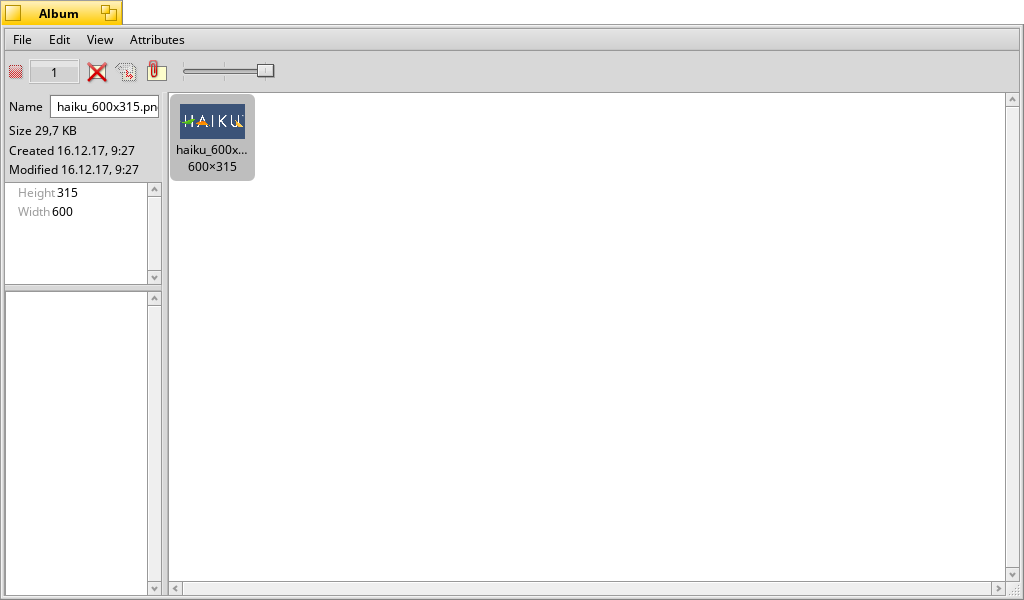 Album
File Edit View Attributes
1
Name haiku_600x315.pn
Size 29,7 KB
Created 16.12.17, 9:27
Modified 16.12.17, 9:27
Height 315
Width 600
HAIKU
haiku_600x...
600×315